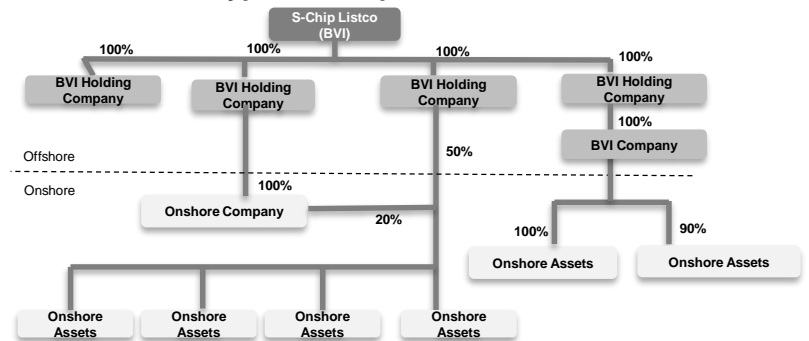 S-Chip Listco
(BVI)
100%
100%
100%
100%
BVI Holding
Company
BVI Holding
Company
BVI Holding
Company
BVI Holding
Company
100%
BVI Company
50%
Offshore
Onshore
100%
Onshore Company
20%
100%
90%
Onshore Assets
Onshore Assets
Onshore
Assets
Onshore
Assets
Onshore
Assets
Onshore
Assets